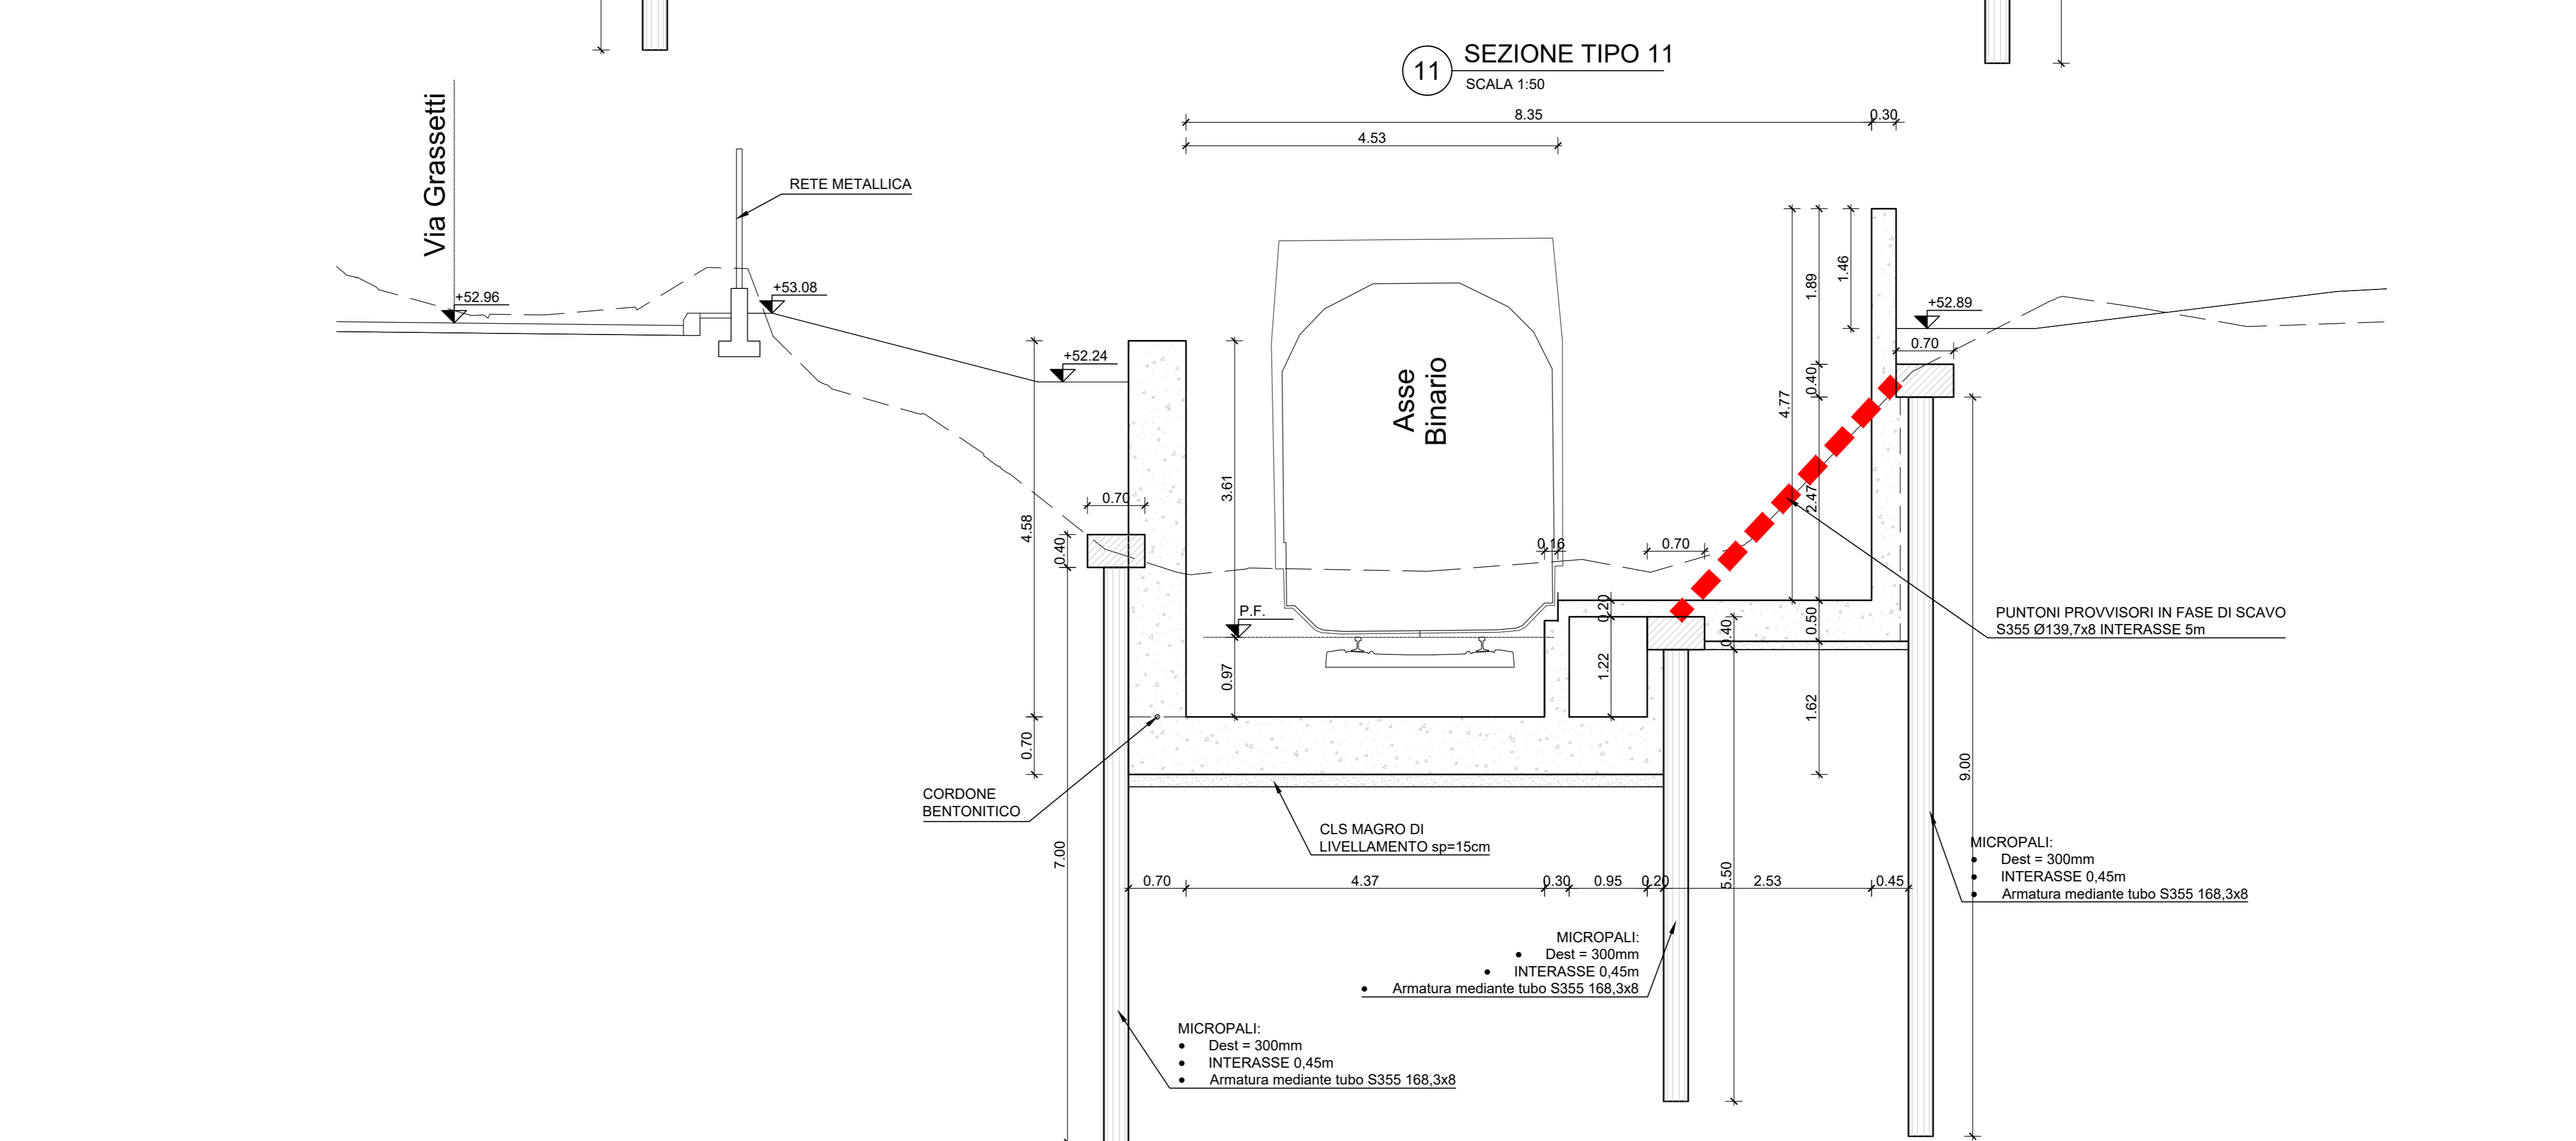 11
SEZIONE TIPO 11
SCALA 1:50
8.35
0.30
4.53
Via Grassetti
RETE METALLICA
+52.96
+53.08
+52.24
+52.89
1.46
1.89
0.70
0.40
4.77
2.47
Asse
Binario
3.61
4.58
0.70
0.40
0.16
0.70
P.F.
0.20
0.40
0.50
1.22
0.97
1.62
0.70
PUNTONI PROVVISORI IN FASE DI SCAVO
S355 Ø139,7x8 INTERASSE 5m
CORDONE
BENTONITICO
CLS MAGRO DI
LIVELLAMENTO sp=15cm
9.00
7.00
5.50
0.70
4.37
0.30
0.95
0.20
2.53
0.45
MICROPALI:
• Dest = 300mm
• INTERASSE 0,45m
• Armatura mediante tubo S355 168,3x8
MICROPALI:
• Dest = 300mm
• INTERASSE 0,45m
• Armatura mediante tubo S355 168,3x8
MICROPALI:
• Dest = 300mm
• INTERASSE 0,45m
• Armatura mediante tubo S355 168,3x8